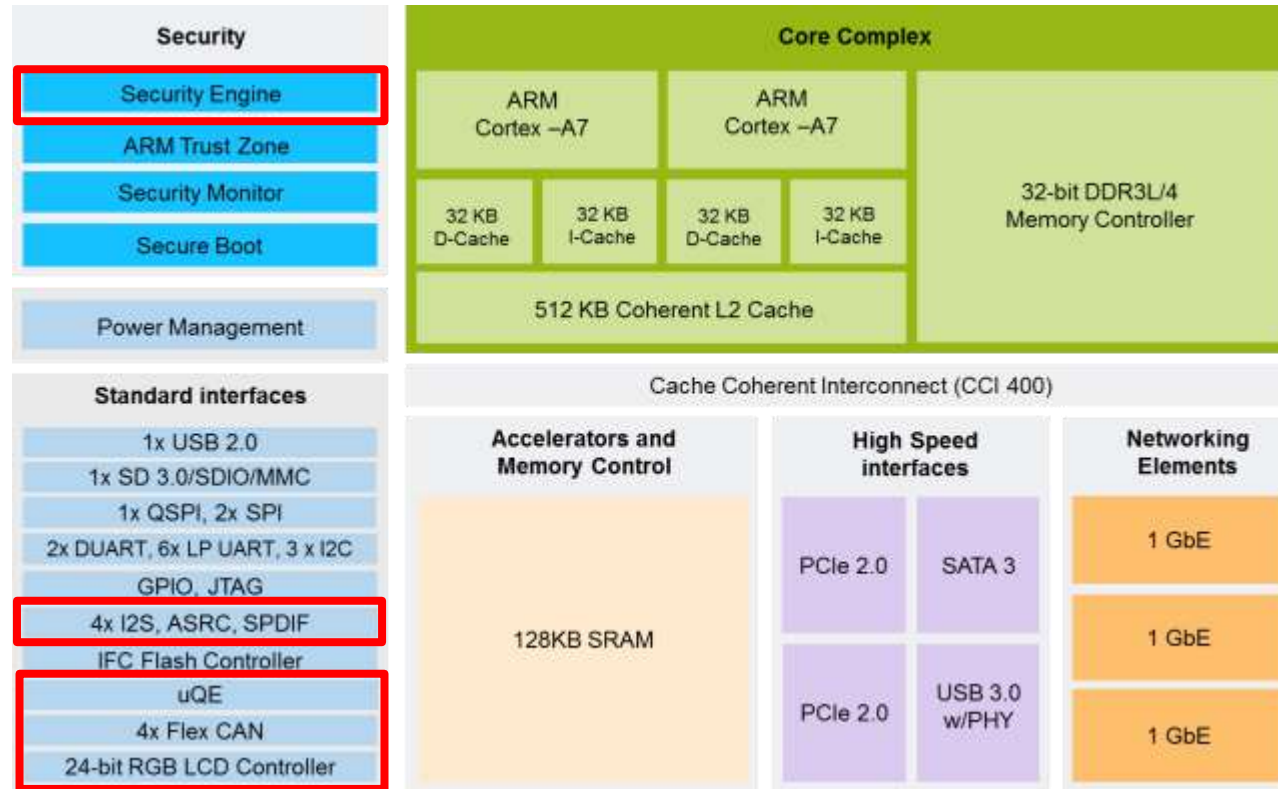 Security
Security Engine
ARM Trust Zone
Security Monitor
Secure Boot
Power Management
Standard interfaces
1x USB 2.0
1x SD 3.0/SDIO/MMC
1x QSPI, 2x SPI
2x DUART, 6x LP UART, 3 x I2C
GPIO, JTAG
4x I2S, ASRC, SPDIF
IFC Flash Controller
uQE
4x Flex CAN
24-bit RGB LCD Controller
Core Complex
ARM
Cortex –A7
ARM
Cortex –A7
32 KB
D-Cache
32 KB
I-Cache
32 KB
D-Cache
32 KB
I-Cache
512 KB Coherent L2 Cache
32-bit DDR3L/4
Memory Controller
Cache Coherent Interconnect (CCI 400)
Accelerators and
Memory Control
128KB SRAM
High Speed
interfaces
PCIe 2.0
SATA 3
PCIe 2.0
USB 3.0
w/PHY
Networking
Elements
1 GbE
1 GbE
1 GbE